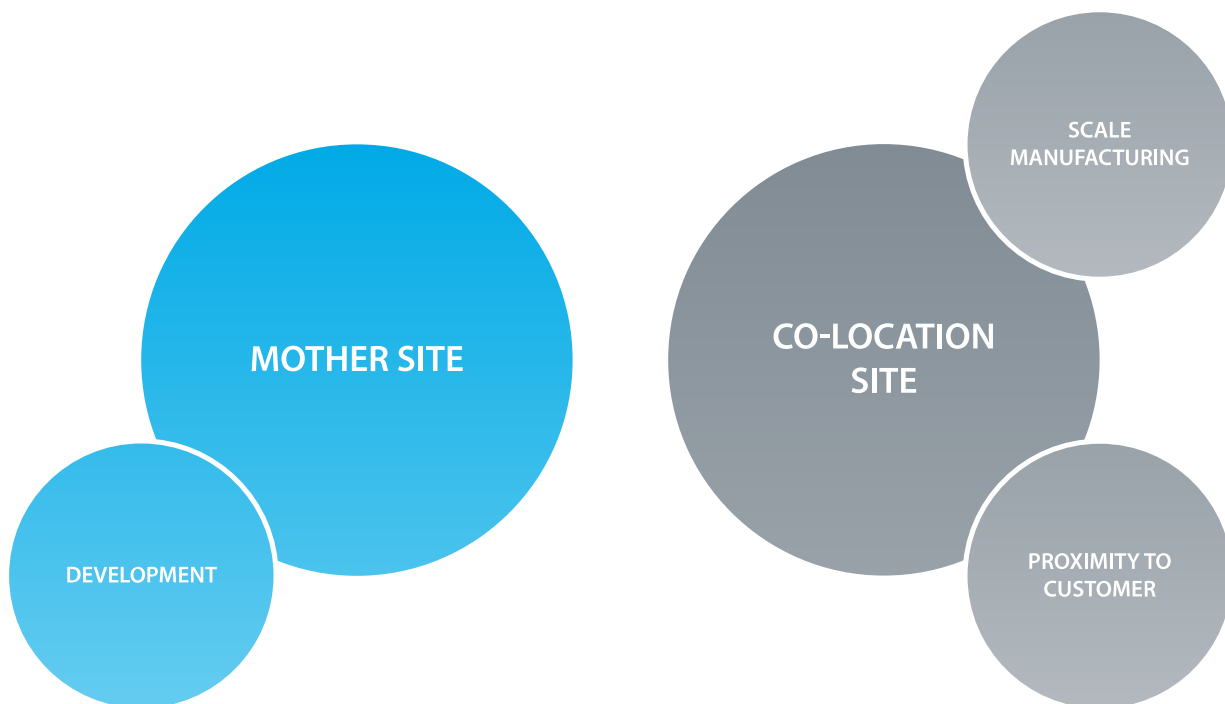 SCALE
MANUFACTURING
MOTHER SITE
CO-LOCATION
SITE
DEVELOPMENT
PROXIMITY TO
CUSTOMER